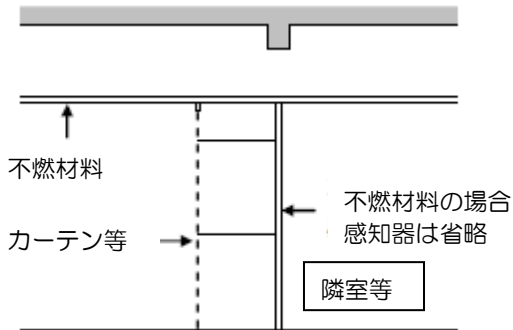 不燃材料
カーテン等
不燃材料の場合
感知器は省略
隣室等